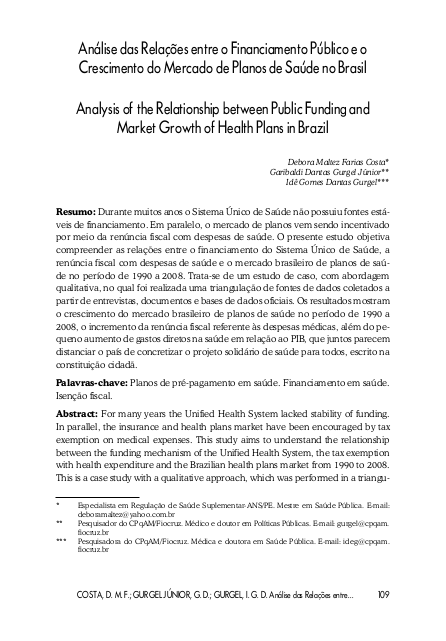 Análise das Relações entre o Financiamento Público e o
Crescimento do Mercado de Planos de Saúde no Brasil
Analysis of the Relationship between Public Funding and
Market Growth of Health Plans in Brazil
Debora Maltez Farias Costa*
Garibaldi Dantas Gurgel Júnior**
Idê Gomes Dantas Gurgel***
Resumo: Durante muitos anos o Sistema Único de Saúde não possuiu fontes está-
veis de financiamento. Em paralelo, o mercado de planos vem sendo incentivado
por meio da renúncia fiscal com despesas de saúde. O presente estudo objetiva
compreender as relações entre o financiamento do Sistema Único de Saúde, a
renúncia fiscal com despesas de saúde e o mercado brasileiro de planos de saú-
de no período de 1990 a 2008. Trata-se de um estudo de caso, com abordagem
qualitativa, no qual foi realizada uma triangulação de fontes de dados coletados a
partir de entrevistas, documentos e bases de dados oficiais. Os resultados mostram
o crescimento do mercado brasileiro de planos de saúde no período de 1990 a
2008, o incremento da renúncia fiscal referente às despesas médicas, além do pe-
queno aumento de gastos diretos na saúde em relação ao PIB, que juntos parecem
distanciar o país de concretizar o projeto solidário de saúde para todos, escrito na
constituição cidadã.
Palavras-chave: Planos de pré-pagamento em saúde. Financiamento em saúde.
Isenção fiscal.
Abstract: For many years the Unified Health System lacked stability of funding.
In parallel, the insurance and health plans market have been encouraged by tax
exemption on medical expenses. This study aims to understand the relationship
between the funding mechanism of the Unified Health System, the tax exemption
with health expenditure and the Brazilian health plans market from 1990 to 2008.
This is a case study with a qualitative approach, which was performed in a triangu-
* Especialista em Regulação de Saúde Suplementar-ANS/PE. Mestre em Saúde Pública. E-mail:
deboramaltez@yahoo.com.br
** Pesquisador do CPqAM/Fiocruz. Médico e doutor em Políticas Públicas. E-mail: gurgel@cpqam.
fiocruz.br
*** Pesquisadora do CPqAM/Fiocruz. Médica e doutora em Saúde Pública. E-mail: ideg@cpqam.
fiocruz.br
COSTA, D. M. F.; GURGEL JÚNIOR, G. D.; GURGEL, I. G. D. Análise das Relações entre... 109